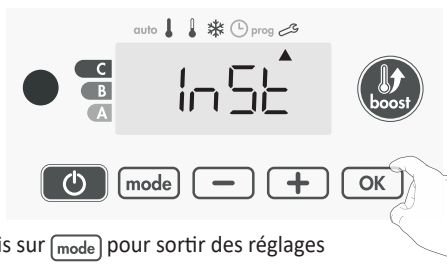 auto prog
C
B
A
InSt
boost
mode - + OK
is sur mode pour sortir des réglages